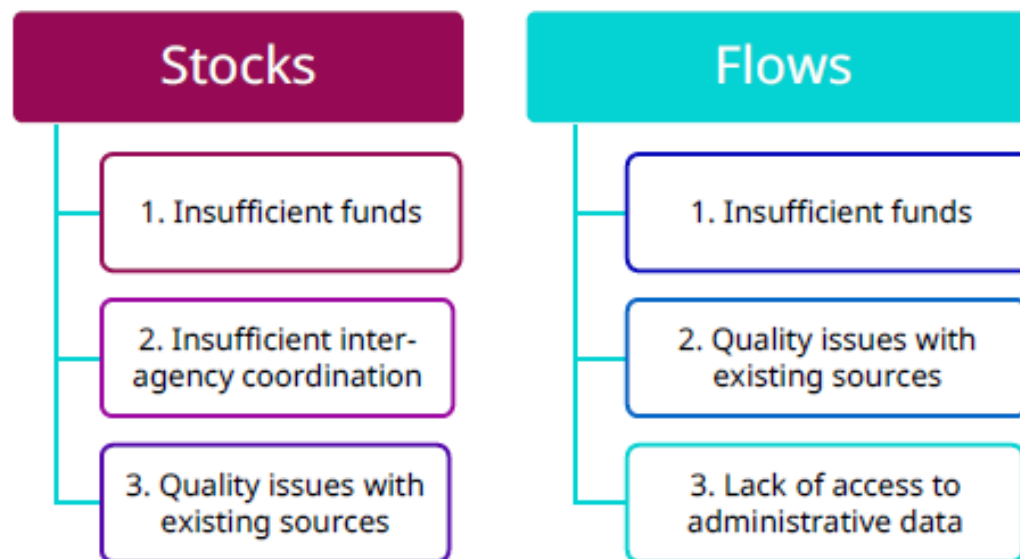 Stocks
1. Insufficient funds
2. Insufficient inter-
agency coordination
3. Quality issues with
existing sources
Flows
1. Insufficient funds
2. Quality issues with
existing sources
3. Lack of access to
administrative data